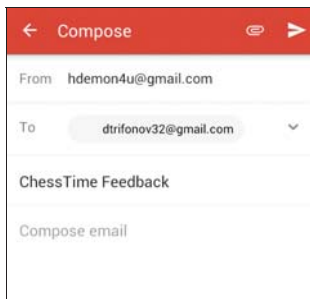 Compose
From hdemon4u@gmail.com
To dtrifonov32@gmail.com
ChessTime Feedback
Compose email